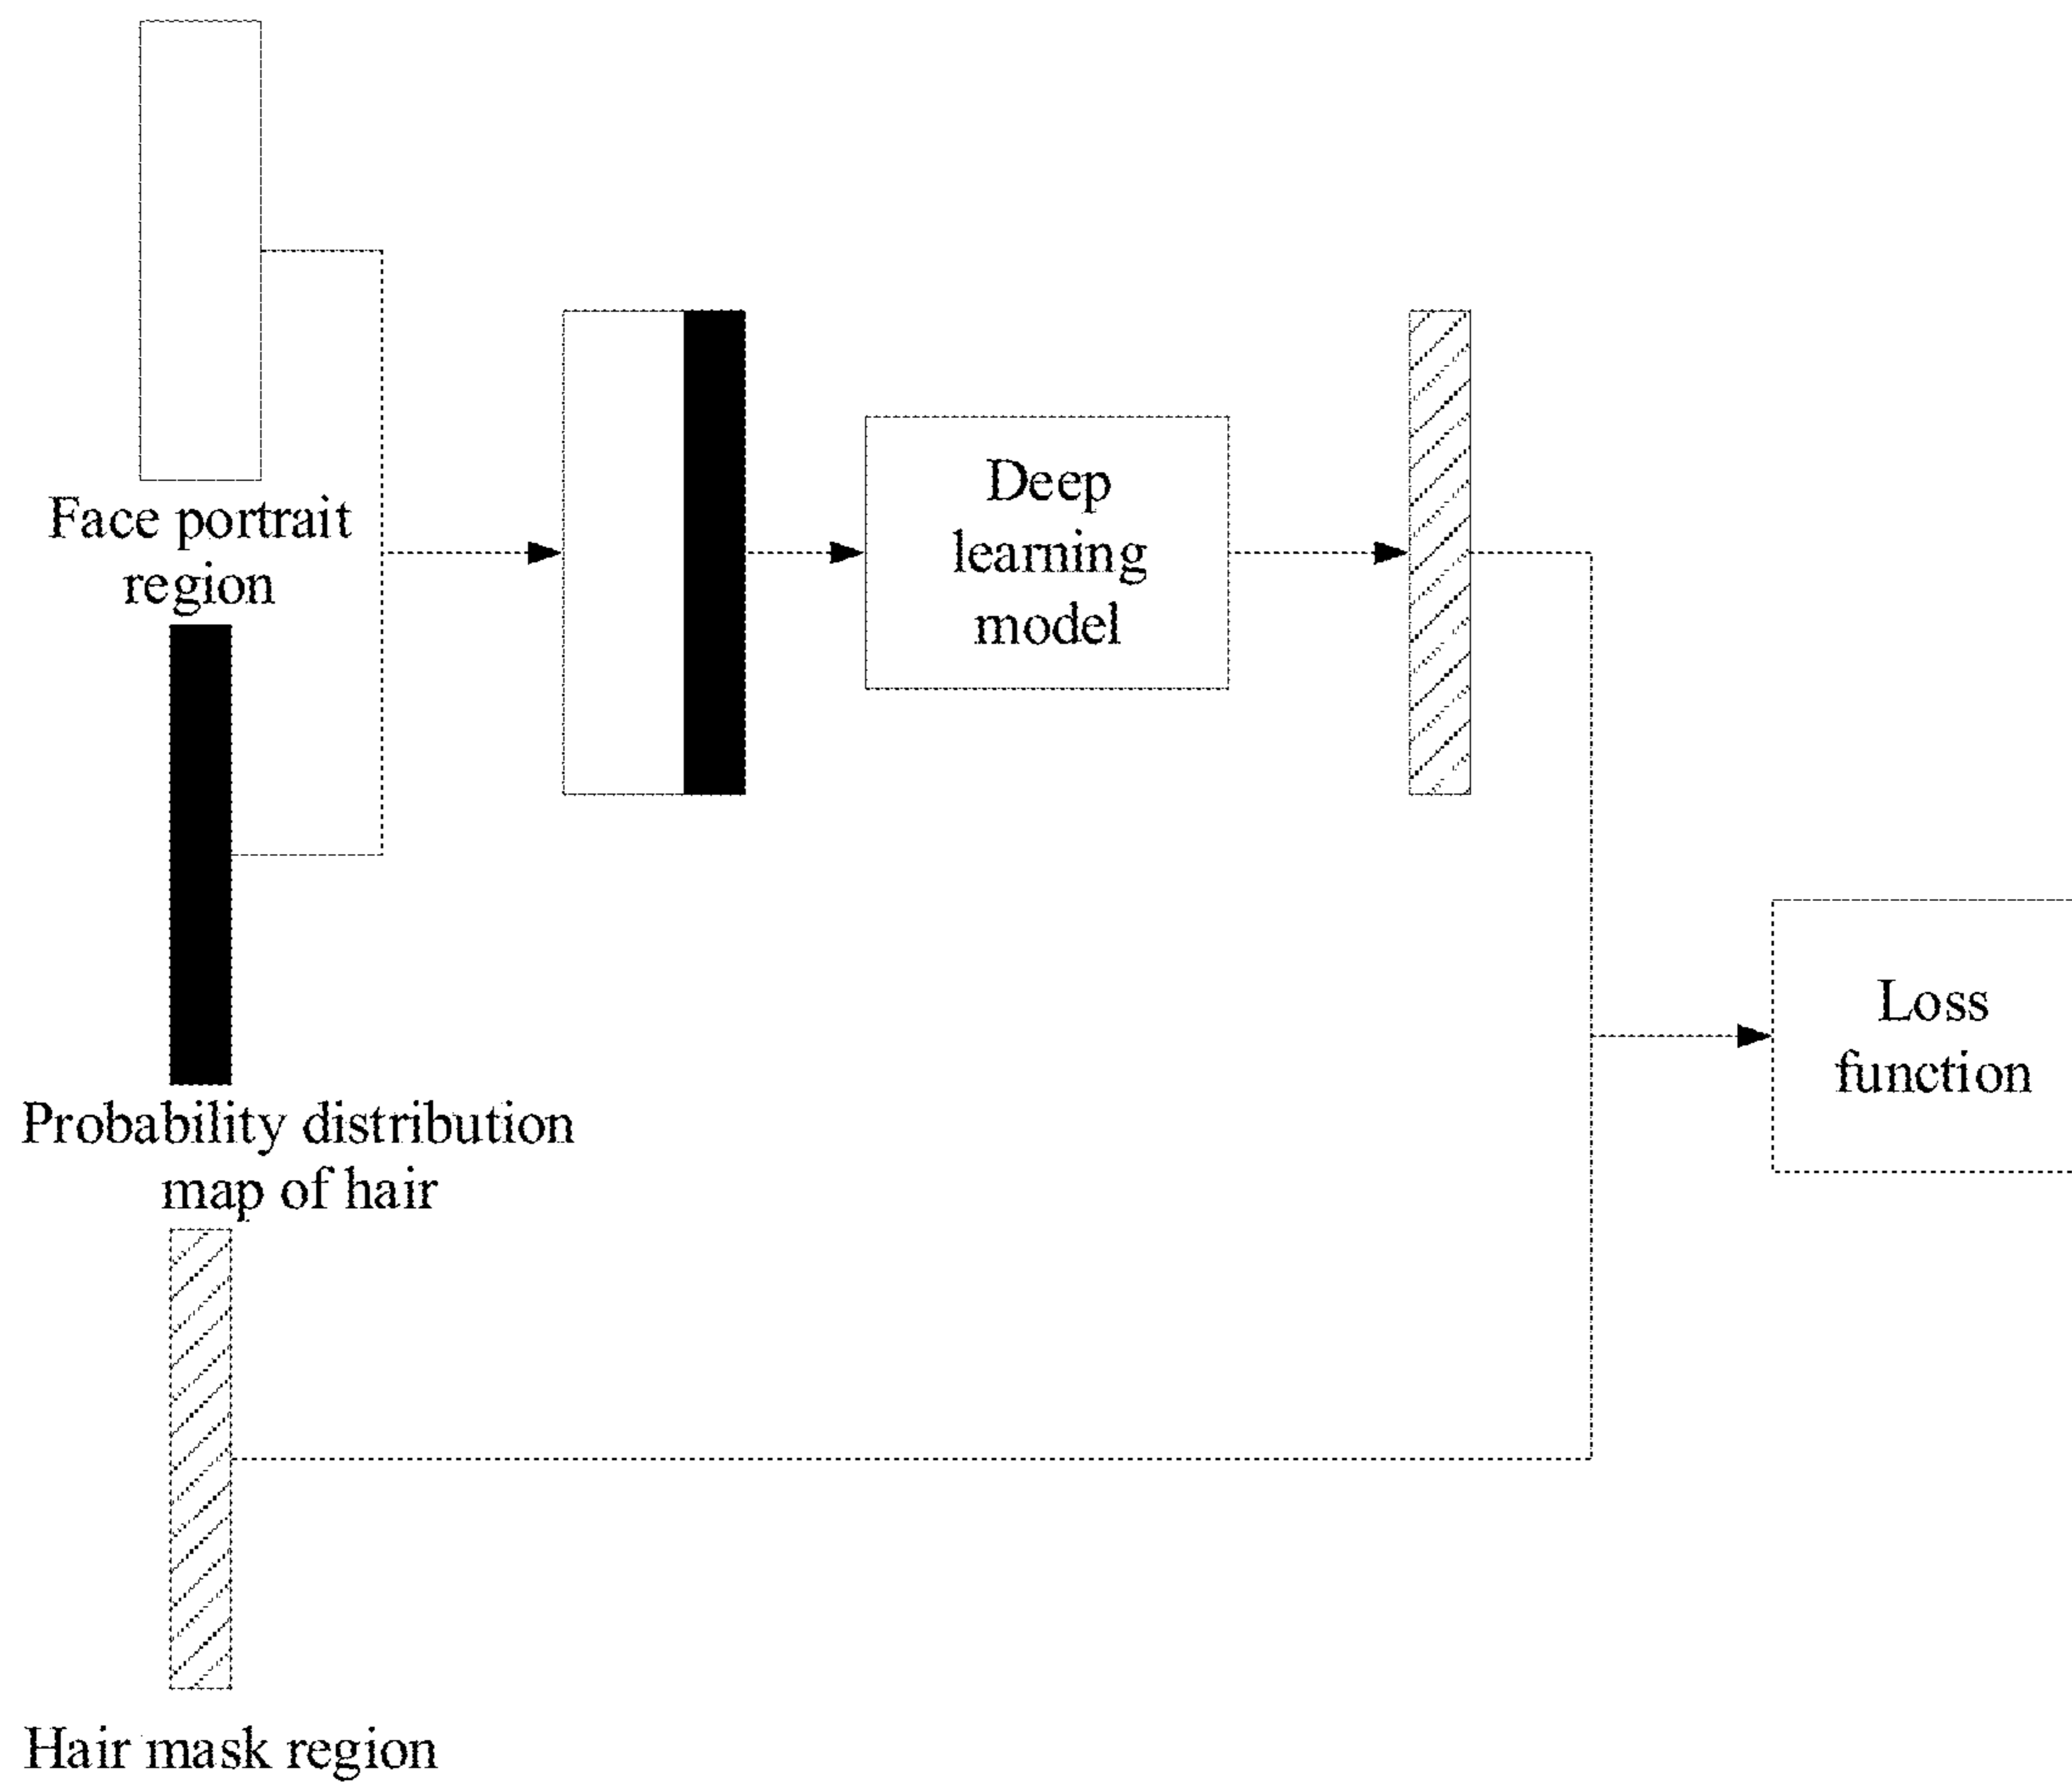 Face portrait
region
Deep
learning
model
Loss
function
Probability distribution
map of hair
Hair mask region